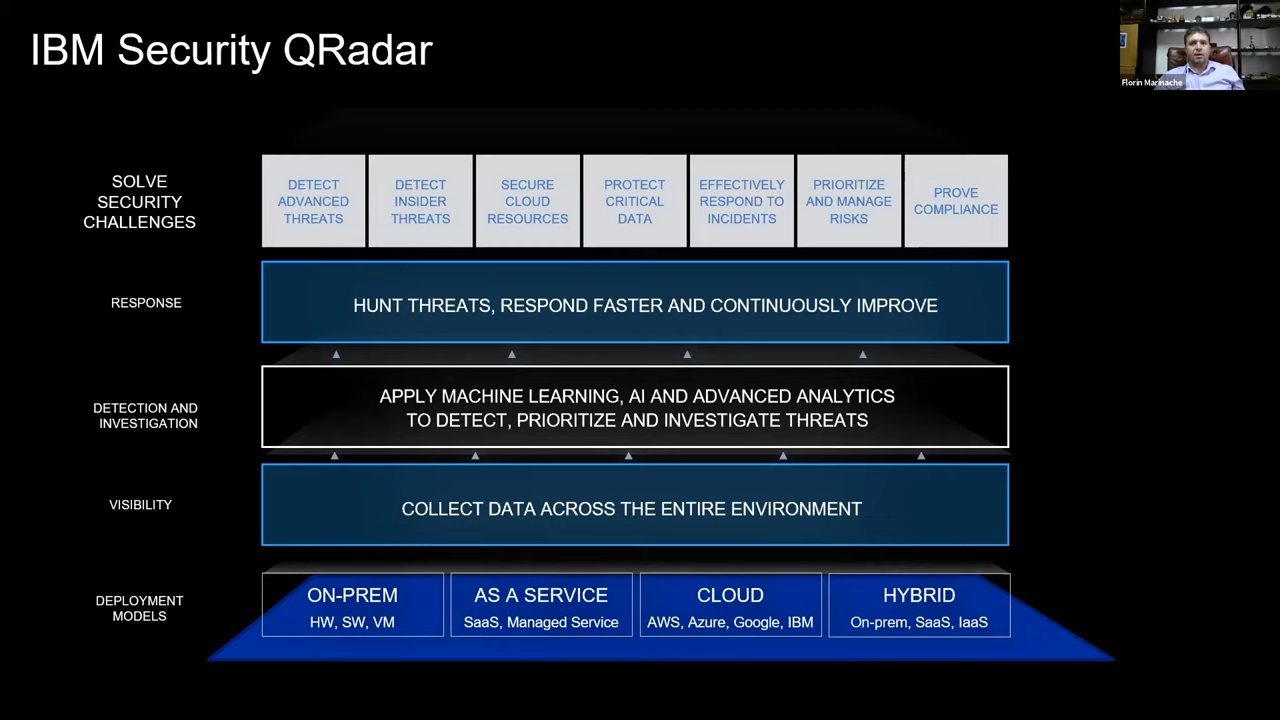 IBM Security QRadar
Florin Marinache
SOLVE
SECURITY
CHALLENGES
DETECT
ADVANCED
THREATS
DETECT
INSIDER
THREATS
SECURE
CLOUD
RESOURCES
PROTECT
CRITICAL
DATA
EFFECTIVELY
RESPOND TO
INCIDENTS
PRIORITIZE
AND MANAGE
RISKS
PROVE
COMPLIANCE
RESPONSE
HUNT THREATS, RESPOND FASTER AND CONTINUOUSLY IMPROVE
DETECTION AND
INVESTIGATION
APPLY MACHINE LEARNING, AI AND ADVANCED ANALYTICS
TO DETECT, PRIORITIZE AND INVESTIGATE THREATS
VISIBILITY
COLLECT DATA ACROSS THE ENTIRE ENVIRONMENT
DEPLOYMENT
MODELS
ON-PREM
HW, SW, VM
AS A SERVICE
SaaS, Managed Service
CLOUD
AWS, Azure, Google, IBM
HYBRID
On-prem, SaaS, IaaS